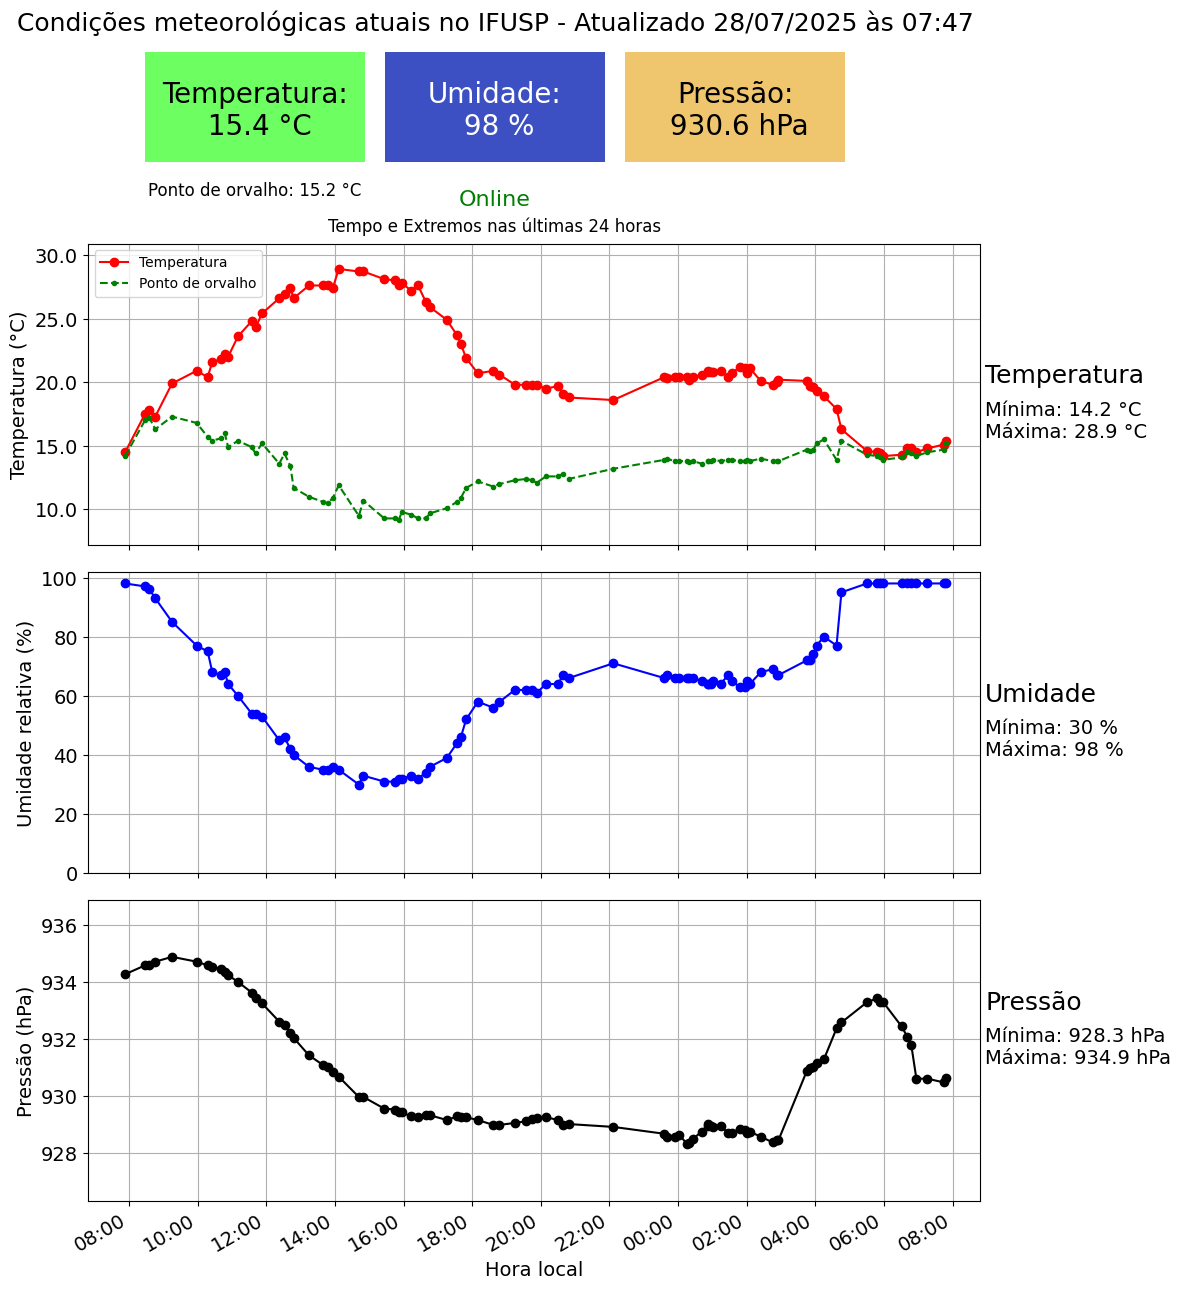 Condições meteorológicas atuais no IFUSP - Atualizado 28/07/2025 às 07:47
Temperatura:
15.4 °C
Umidade:
98 %
Pressão:
930.6 hPa
Ponto de orvalho: 15.2 °C
Online
Tempo e Extremos nas últimas 24 horas
Temperatura
Ponto de orvalho
Temperatura (°C)
30.0
25.0
20.0
15.0
10.0
Temperatura
Mínima: 14.2 °C
Máxima: 28.9 °C
Umidade relativa (%)
100
80
60
40
20
0
Umidade
Mínima: 30 %
Máxima: 98 %
Pressão (hPa)
936
934
932
930
928
Pressão
Mínima: 928.3 hPa
Máxima: 934.9 hPa
08:00 10:00 12:00 14:00 16:00 18:00 20:00 22:00 00:00 02:00 04:00 06:00 08:00
Hora local